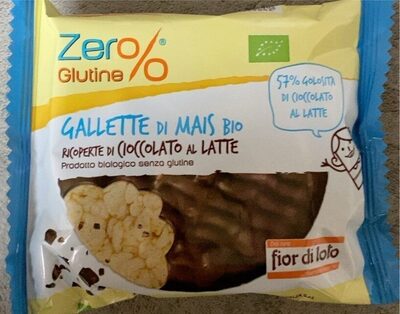 Zero%®
Glutine
57% GOLOSITÀ
DI CIOCCOLATO
AL LATTE
GALLETTE DI MAIS BIO
RICOPERTE DI CIOCCOLATO AL LATTE
Prodotto biologico senza glutine
fior di loto